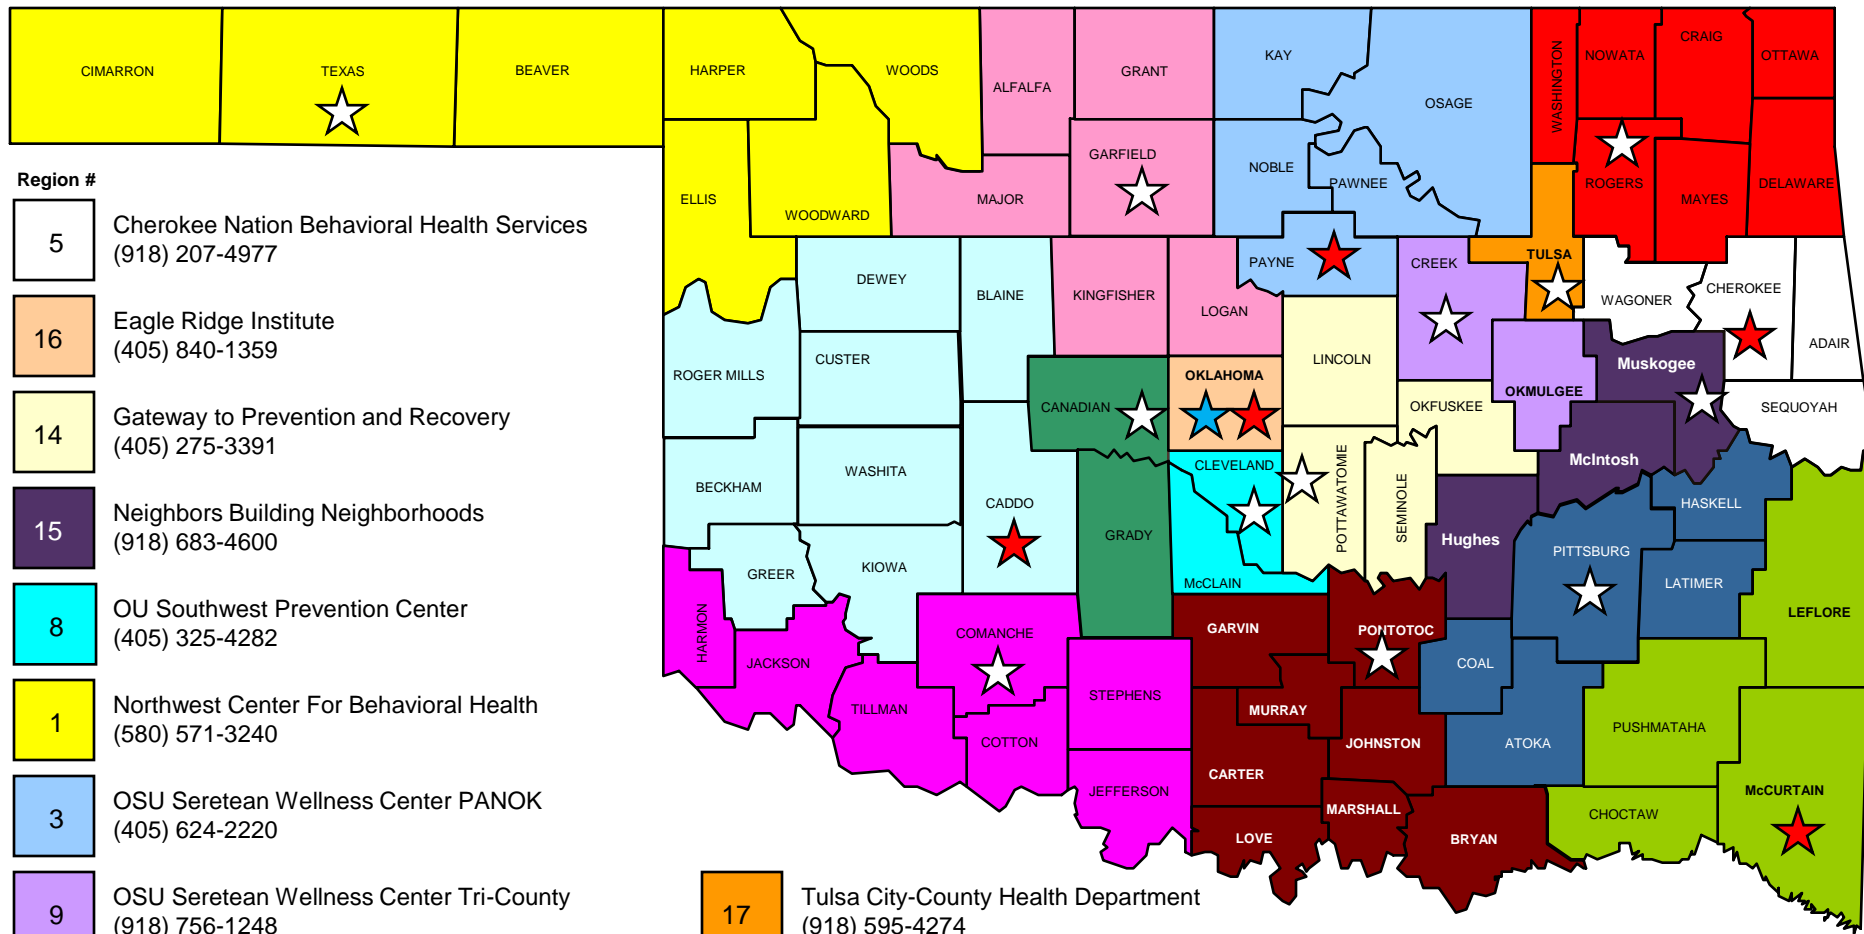 CIMARRON
TEXAS
BEAVER
HARPER
WOODS
ALFALFA
GRANT
KAY
OSAGE
WASHINGTON
NOWATA
CRAIG
OTTAWA
ELLIS
WOODWARD
MAJOR
GARFIELD
NOBLE
PAWNEE
ROGERS
MAYES
DELAWARE
DEWEY
BLAINE
KINGFISHER
LOGAN
PAYNE
CREEK
TULSA
WAGONER
CHEROKEE
ADAIR
ROGER MILLS
CUSTER
CANADIAN
OKLAHOMA
LINCOLN
OKFUSKEE
OKMULGEE
Muskogee
SEQUOYAH
BECKHAM
WASHITA
CADDO
GRADY
CLEVELAND
McCLAIN
POTTAWATOMIE
SEMINOLE
Hughes
McIntosh
HASKELL
PITTSBURG
LATIMER
LEFLORE
GREER
KIOWA
HARMON
JACKSON
TILLMAN
COMANCHE
COTTON
STEPHENS
JEFFERSON
GARVIN
PONTOTOC
MURRAY
CARTER
JOHNSTON
MARSHALL
LOVE
BRYAN
COAL
ATOKA
PUSHMATAHA
CHOCTAW
McCURTAIN
Region #
5
Cherokee Nation Behavioral Health Services
(918) 207-4977
16
Eagle Ridge Institute
(405) 840-1359
14
Gateway to Prevention and Recovery
(405) 275-3391
15
Neighbors Building Neighborhoods
(918) 683-4600
8
OU Southwest Prevention Center
(405) 325-4282
1
Northwest Center For Behavioral Health
(580) 571-3240
3
OSU Seretean Wellness Center PANOK
(405) 624-2220
9
OSU Seretean Wellness Center Tri-County
(918) 756-1248
17
Tulsa City-County Health Department
(918) 595-4274